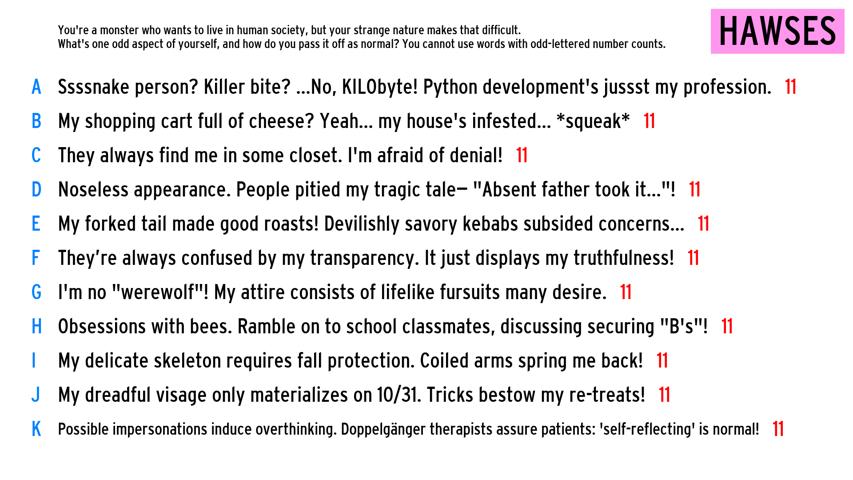 You're a monster who wants to live in human society, but your strange nature makes that difficult.
What's one odd aspect of yourself, and how do you pass it off as normal? You cannot use words with odd-lettered number counts.
HAWSES
A Ssssnake person? Killer bite? ...No, KILObyte! Python development's jussst my profession. 11
B My shopping cart full of cheese? Yeah... my house's infested... *squeak* 11
C They always find me in some closet. I'm afraid of denial! 11
D Noseless appearance. People pitied my tragic tale— "Absent father took it..."! 11
E My forked tail made good roasts! Devilishly savory kebabs subsided concerns... 11
F They’re always confused by my transparency. It just displays my truthfulness! 11
G I'm no "werewolf"! My attire consists of lifelike fursuits many desire. 11
H Obsessions with bees. Ramble on to school classmates, discussing securing "B's"! 11
I My delicate skeleton requires fall protection. Coiled arms spring me back! 11
J My dreadful visage only materializes on 10/31. Tricks bestow my re-treats! 11
K Possible impersonations induce overthinking. Doppelgänger therapists assure patients: 'self-reflecting' is normal! 11